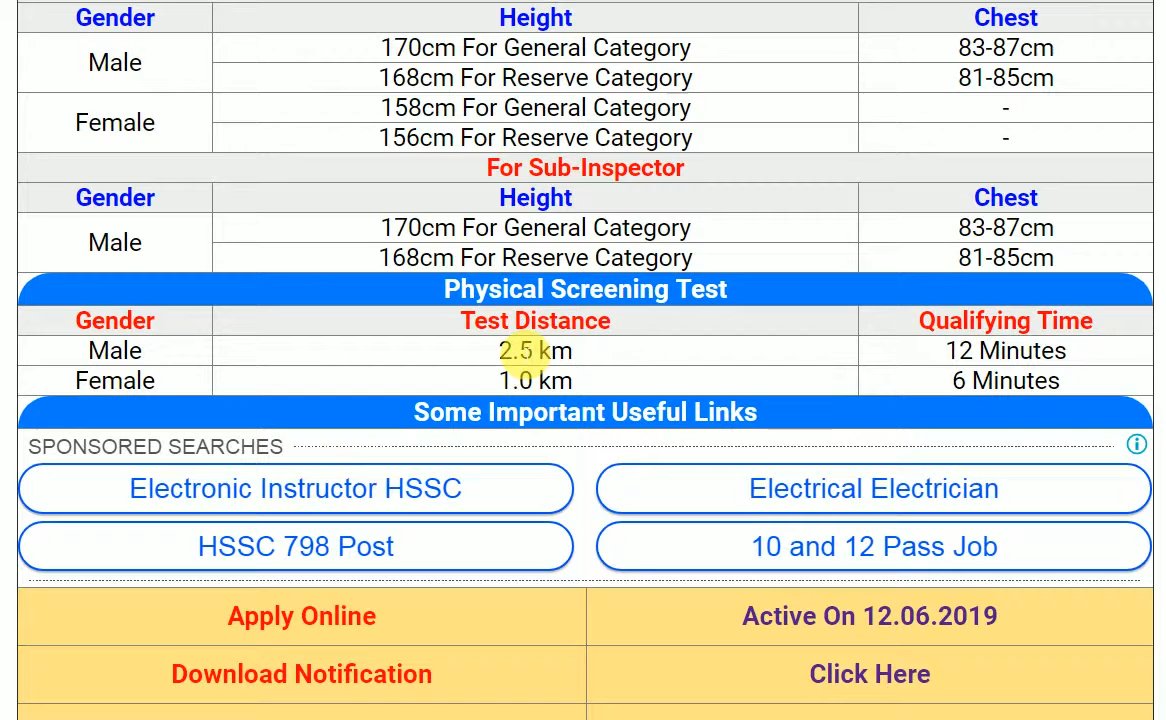 Gender Height Chest
Male 170cm For General Category 83-87cm
168cm For Reserve Category 81-85cm
Female 158cm For General Category -
156cm For Reserve Category -
For Sub-Inspector
Gender Height Chest
Male 170cm For General Category 83-87cm
168cm For Reserve Category 81-85cm
Physical Screening Test
Gender Test Distance Qualifying Time
Male 2.5 km 12 Minutes
Female 1.0 km 6 Minutes
Some Important Useful Links
SPONSORED SEARCHES
Electronic Instructor HSSC Electrical Electrician
HSSC 798 Post 10 and 12 Pass Job
Apply Online Active On 12.06.2019
Download Notification Click Here